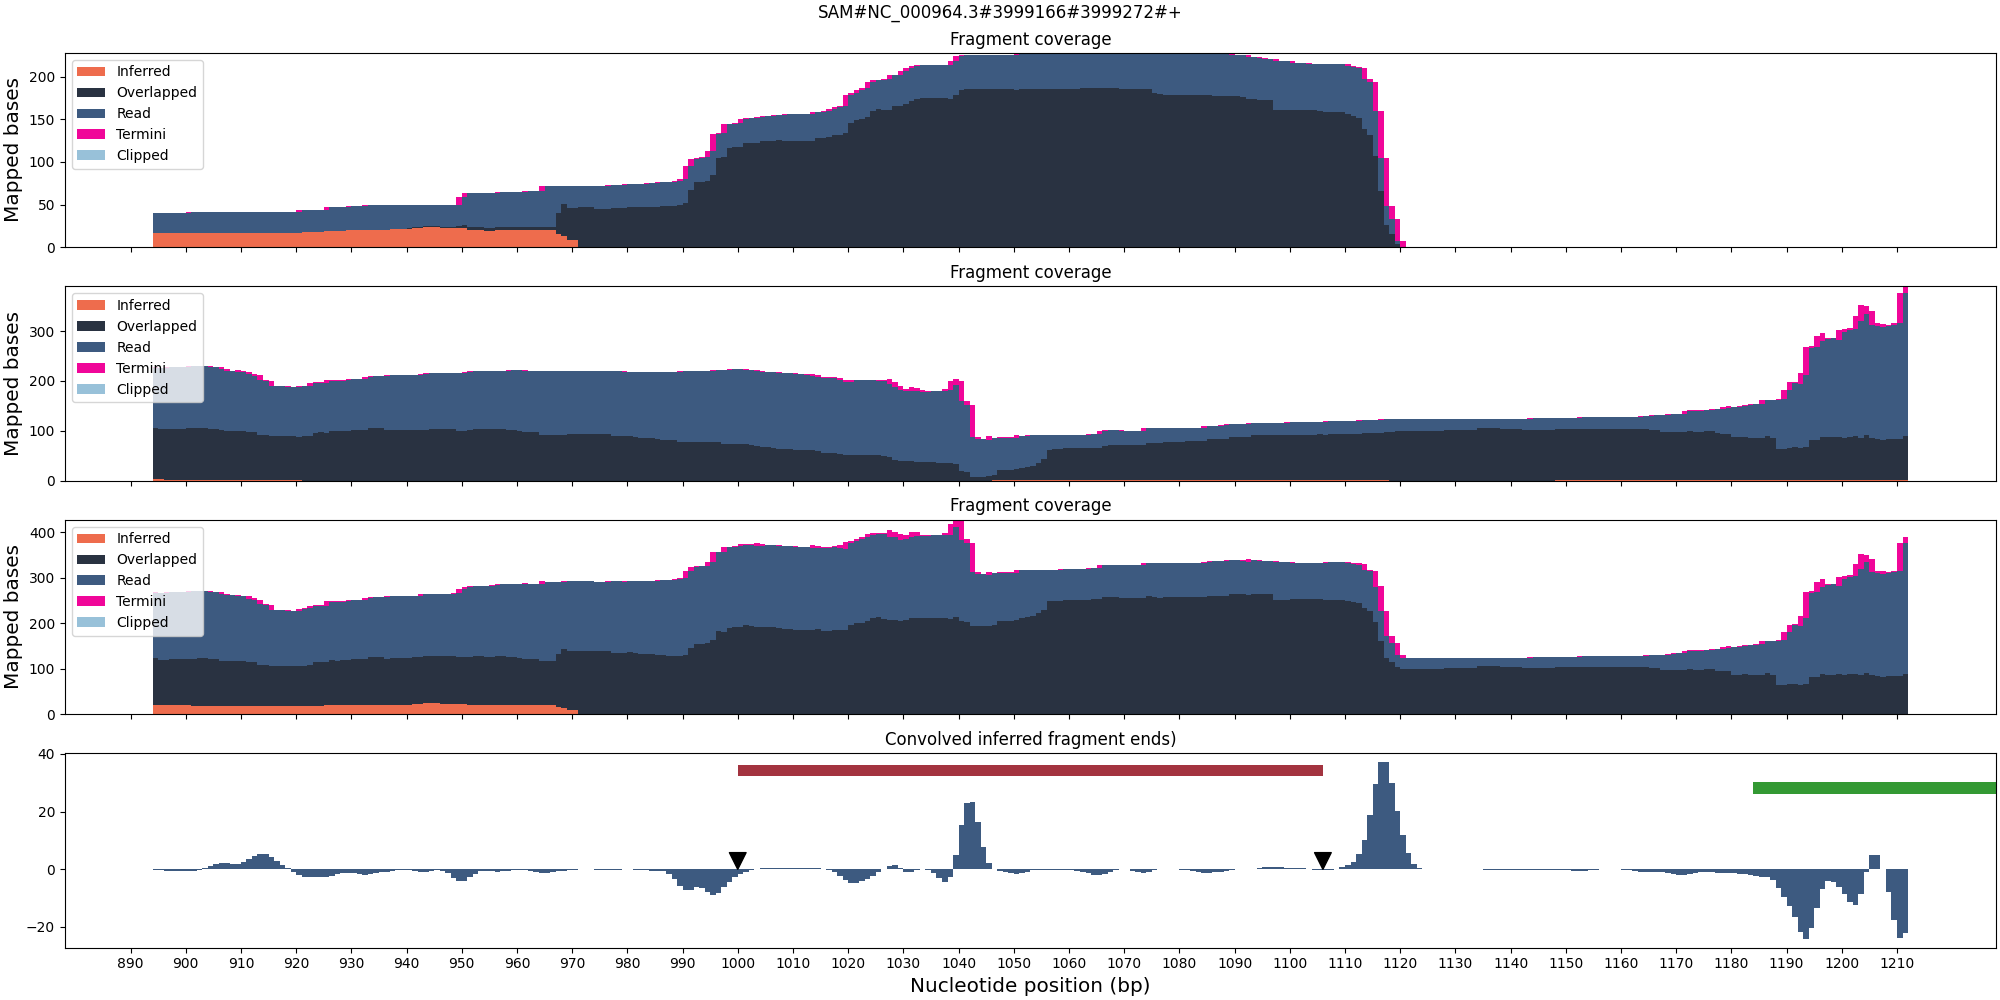 SAM#NC_000964.3#3999166#3999272#+
Fragment coverage
Mapped bases
200
150
100
50
0
Inferred
Overlapped
Read
Termini
Clipped
Fragment coverage
Mapped bases
300
200
100
0
Inferred
Overlapped
Read
Termini
Clipped
Fragment coverage
Mapped bases
400
300
200
100
0
Inferred
Overlapped
Read
Termini
Clipped
Convolved inferred fragment ends)
40
20
0
−20
890 900 910 920 930 940 950 960 970 980 990 1000 1010 1020 1030 1040 1050 1060 1070 1080 1090 1100 1110 1120 1130 1140 1150 1160 1170 1180 1190 1200 1210
Nucleotide position (bp)